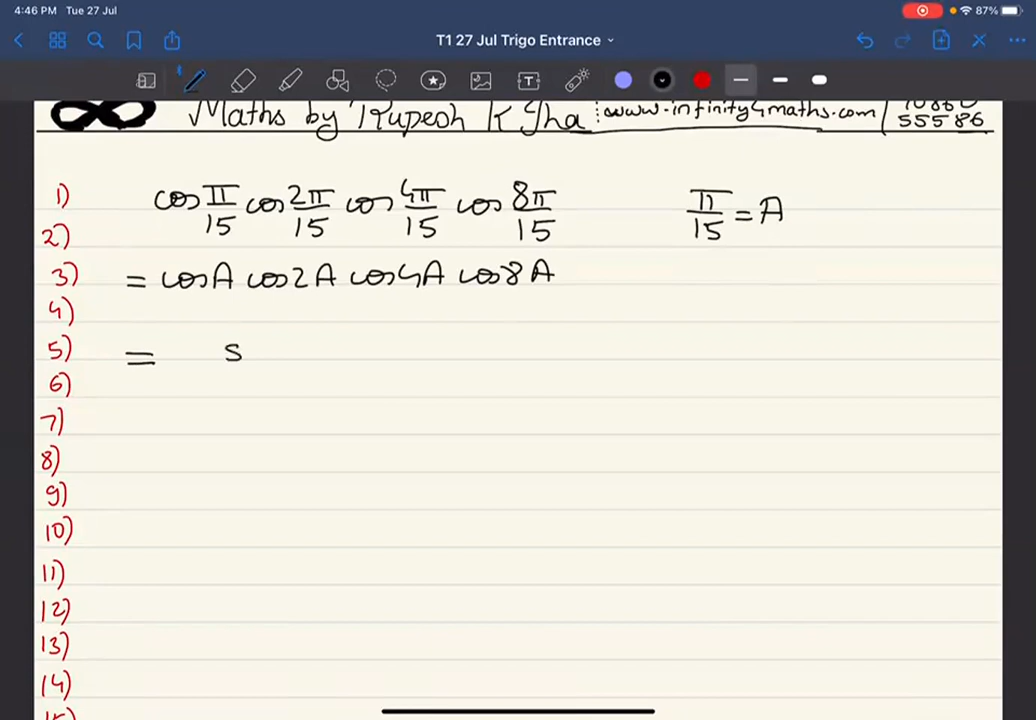 4:46 PM Tue 27 Jul 87%
T1 27 Jul Trigo Entrance
Maths by Rupesh K Jha : www.infinity4maths.com /
55586
1) cos π/15 cos 2π/15 cos 4π/15 cos 8π/15 π/15 = A
2)
3) = cosA cos2A cos4A cos8A
4)
5) = s
6)
7)
8)
9)
10)
11)
12)
13)
14)